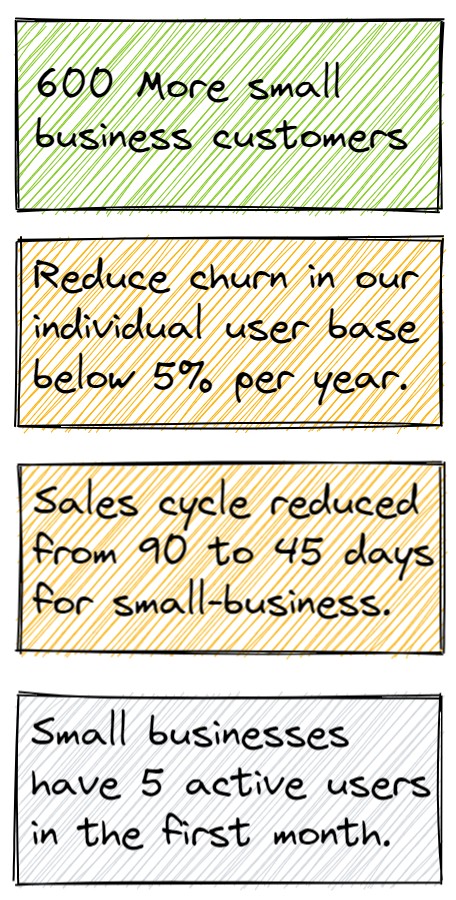 600 More small
business customers
Reduce churn in our
individual user base
below 5% per year.
Sales cycle reduced
from 90 to 45 days
for small-business.
Small businesses
have 5 active users
in the first month.